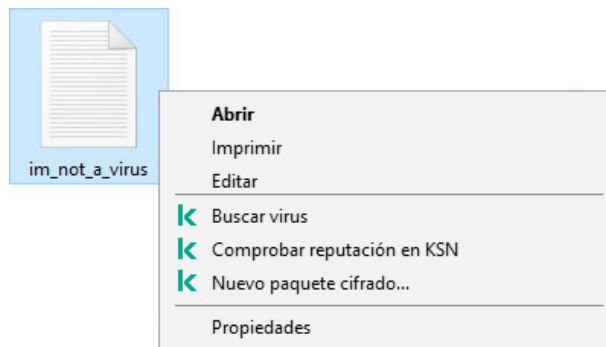 im_not_a_virus
Abrir
Imprimir
Editar
Buscar virus
Comprobar reputación en KSN
Nuevo paquete cifrado...
Propiedades